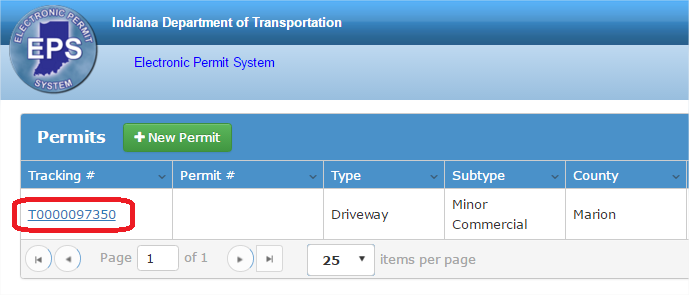 ELECTRONIC PERMIT
EPS
SYSTEM
Indiana Department of Transportation
Electronic Permit System
Permits
+ New Permit
Tracking # Permit # Type Subtype County
T0000097350 Driveway Minor Commercial Marion
Page 1 of 1 25 items per page